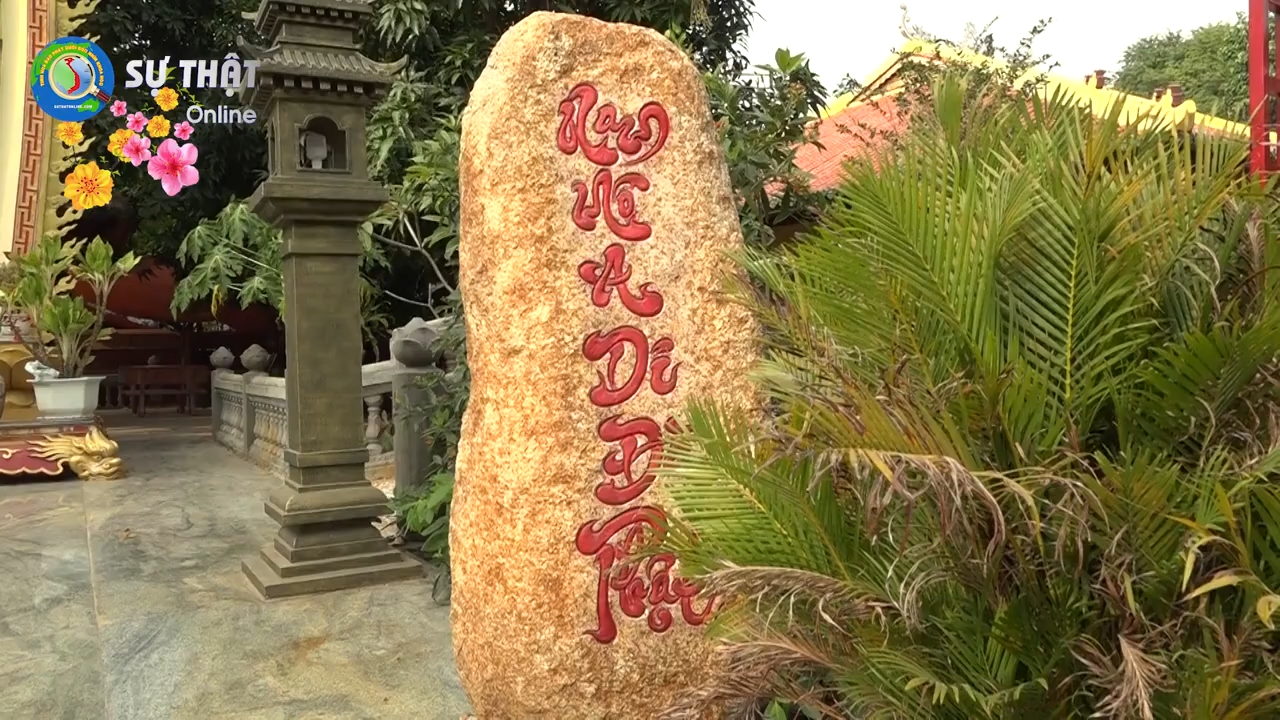 SỰ THẬT
Online
Nam
Mô
A
Di
Đà
Phật